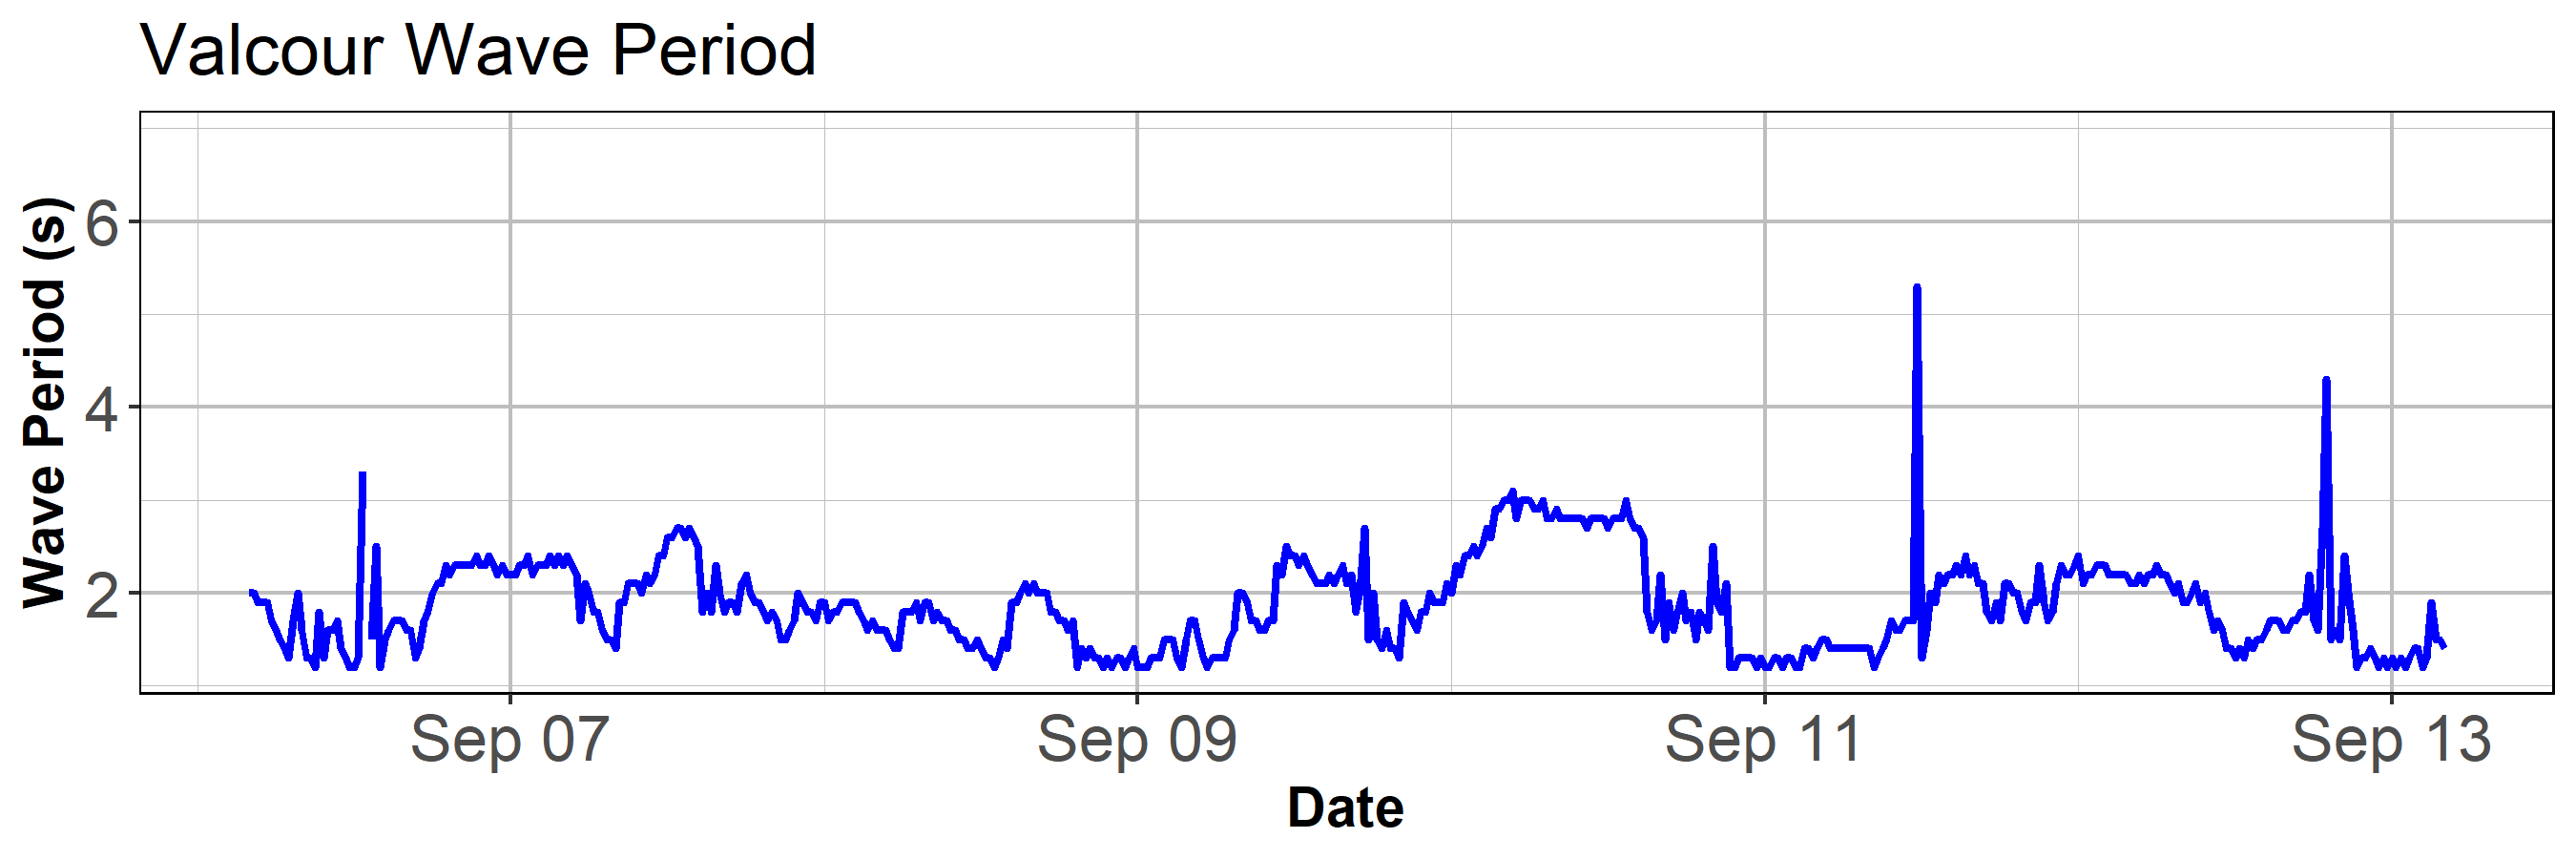 Valcour Wave Period
Wave Period (s)
6
4
2
Sep 07 Sep 09 Sep 11 Sep 13
Date